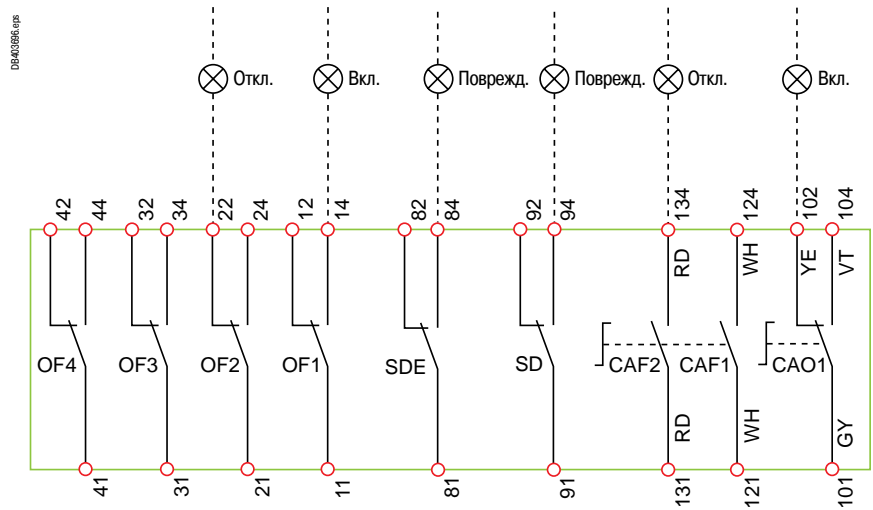 DB403696.eps
Откл.
Вкл.
Поврежд.
Поврежд.
Откл.
Вкл.
42
44
32
34
22
24
12
14
82
84
92
94
134
124
102
104
RD
WH
YE
VT
OF4
OF3
OF2
OF1
SDE
SD
CAF2
CAF1
CAO1
RD
WH
GY
41
31
21
11
81
91
131
121
101